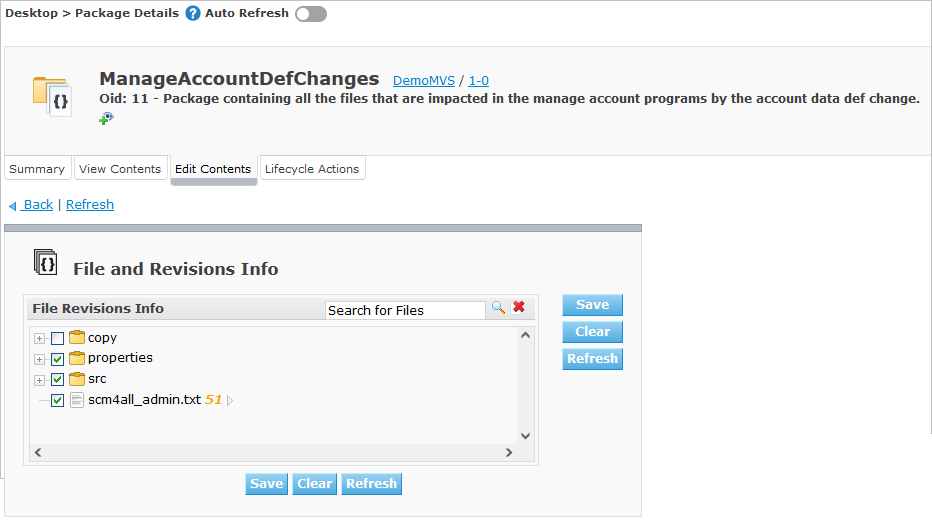 Desktop > Package Details ? Auto Refresh
ManageAccountDefChanges DemoMVS / 1-0
Oid: 11 - Package containing all the files that are impacted in the manage account programs by the account data def change.
Summary View Contents Edit Contents Lifecycle Actions
Back | Refresh
{} File and Revisions Info
File Revisions Info Search for Files
Save
copy
Clear
properties
Refresh
src
scm4all_admin.txt 51
Save Clear Refresh